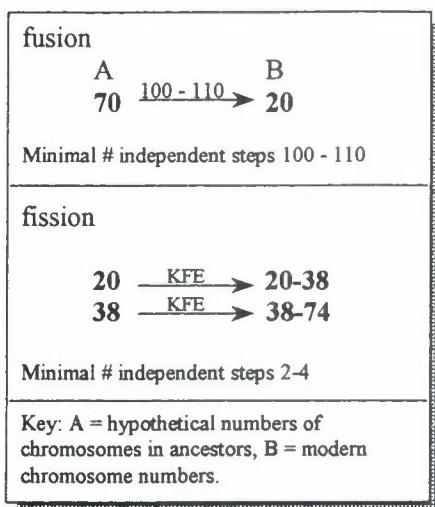 fusion
A B
70 100 - 110 20
Minimal # independent steps 100 - 110
fission
20 KFE 20-38
38 KFE 38-74
Minimal # independent steps 2-4
Key: A = hypothetical numbers of
chromosomes in ancestors, B = modern
chromosome numbers.